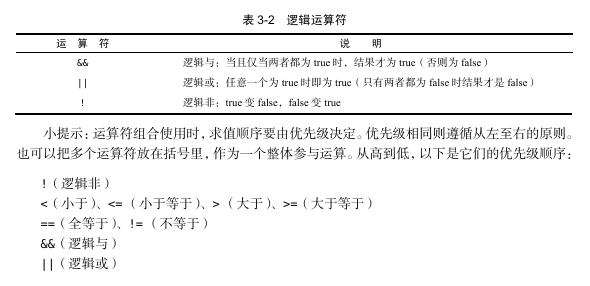 表 3-2 逻辑运算符
运 算 符 说 明
&& 逻辑与：当且仅当两者都为 true 时，结果才为 true（否则为 false）
|| 逻辑或：任意一个为 true 时即为 true（只有两者都为 false 时结果才是 false）
! 逻辑非：true 变 false，false 变 true
小提示：运算符组合使用时，求值顺序要由优先级决定。优先级相同则遵循从左至右的原则。
也可以把多个运算符放在括号里，作为一个整体参与运算。从高到低，以下是它们的优先级顺序：
!（逻辑非）
<（小于）、<=（小于等于）、>（大于）、>=（大于等于）
==（全等于）、!=（不等于）
&&（逻辑与）
||（逻辑或）